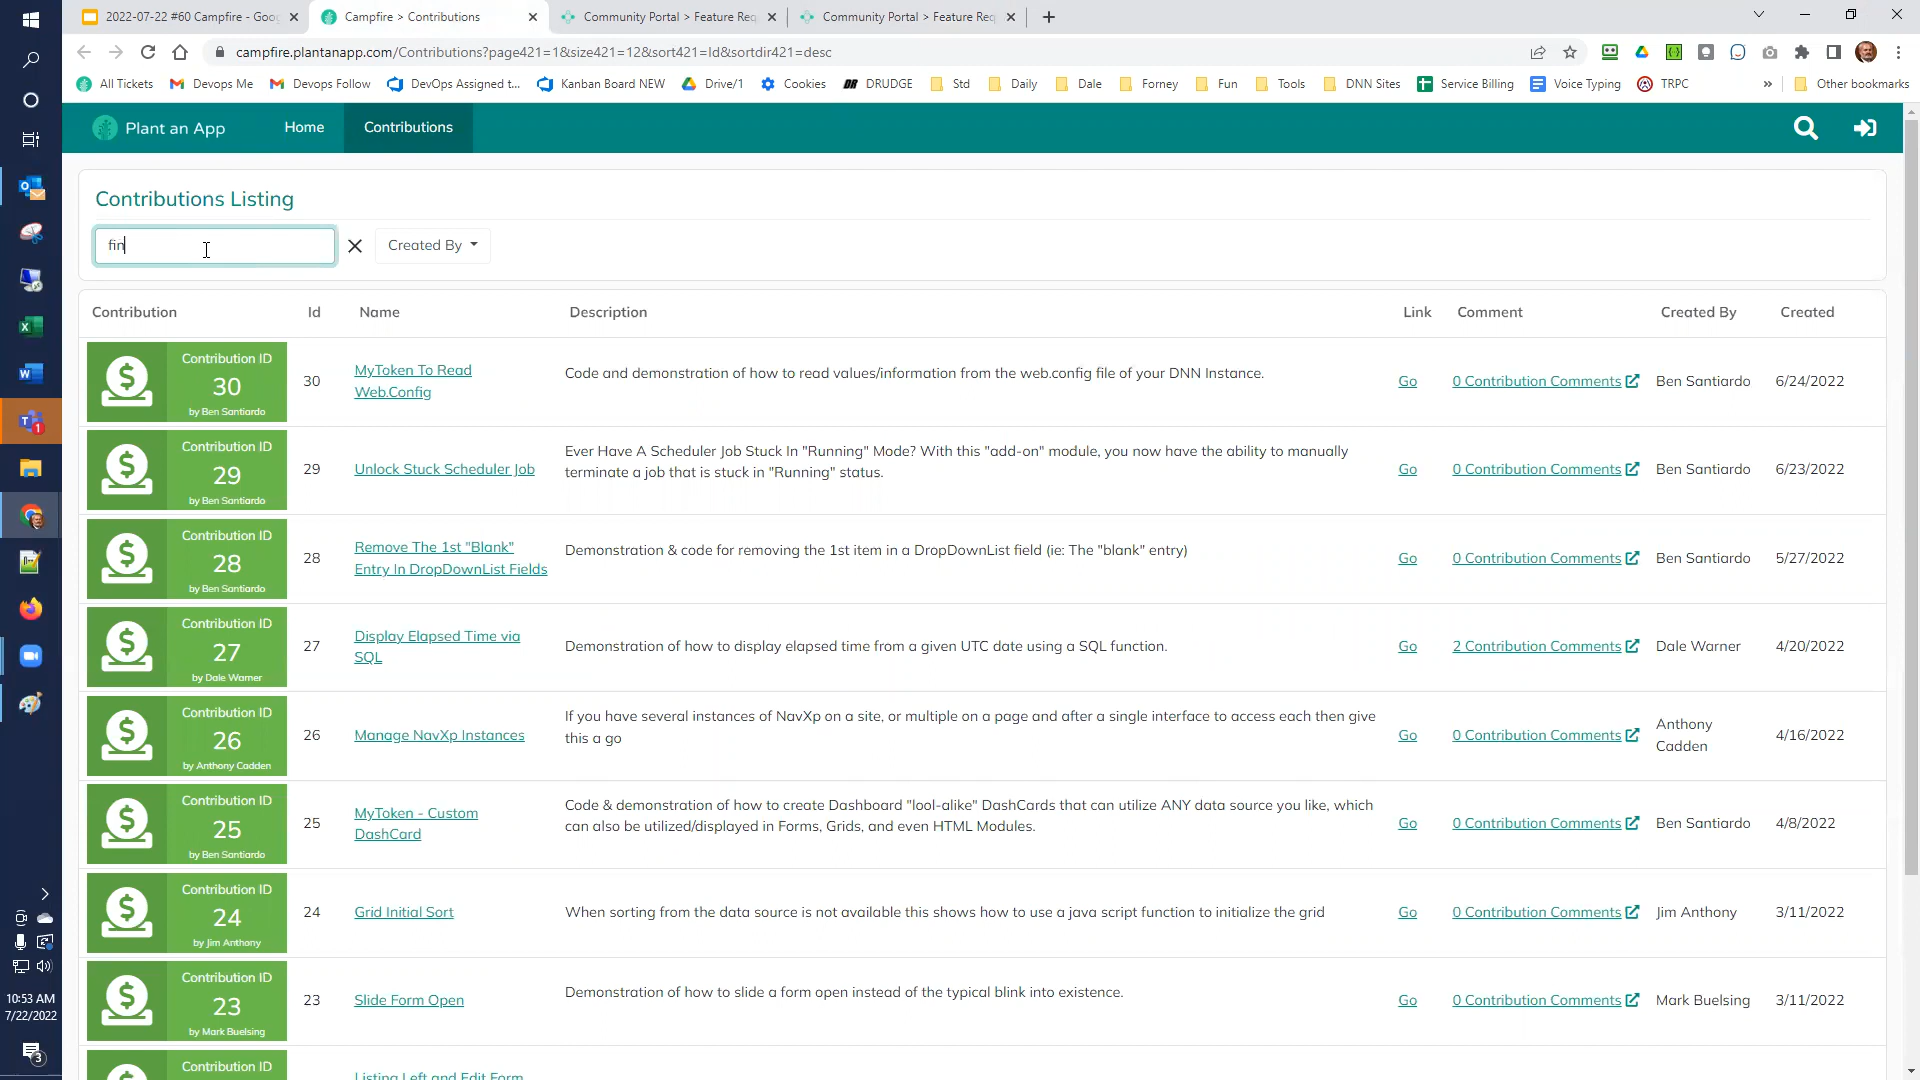 2022-07-22 #60 Campfire - Goo
Campfire > Contributions
Community Portal > Feature Req
Community Portal > Feature Req
campfire.plantanapp.com/Contributions?page421=1&size421=12&sort421=Id&sortdir421=desc
All Tickets
Devops Me
Devops Follow
DevOps Assigned t...
Kanban Board NEW
Drive/1
Cookies
DRUDGE
Std
Daily
Dale
Forney
Fun
Tools
DNN Sites
Service Billing
Voice Typing
TRPC
»
Other bookmarks
Plant an App
Home
Contributions
Contributions Listing
fin
Created By
Contribution Id Name Description Link Comment Created By Created
Contribution ID
30
by Ben Santiardo
30
MyToken To Read
Web.Config
Code and demonstration of how to read values/information from the web.config file of your DNN Instance.
Go
0 Contribution Comments
Ben Santiardo
6/24/2022
Contribution ID
29
by Ben Santiardo
29
Unlock Stuck Scheduler Job
Ever Have A Scheduler Job Stuck In "Running" Mode? With this "add-on" module, you now have the ability to manually
terminate a job that is stuck in "Running" status.
Go
0 Contribution Comments
Ben Santiardo
6/23/2022
Contribution ID
28
by Ben Santiardo
28
Remove The 1st "Blank"
Entry In DropDownList Fields
Demonstration & code for removing the 1st item in a DropDownList field (ie: The "blank" entry)
Go
0 Contribution Comments
Ben Santiardo
5/27/2022
Contribution ID
27
by Dale Warner
27
Display Elapsed Time via
SQL
Demonstration of how to display elapsed time from a given UTC date using a SQL function.
Go
2 Contribution Comments
Dale Warner
4/20/2022
Contribution ID
26
by Anthony Cadden
26
Manage NavXp Instances
If you have several instances of NavXp on a site, or multiple on a page and after a single interface to access each then give
this a go
Go
0 Contribution Comments
Anthony
Cadden
4/16/2022
Contribution ID
25
by Ben Santiardo
25
MyToken - Custom
DashCard
Code & demonstration of how to create Dashboard "lool-alike" DashCards that can utilize ANY data source you like, which
can also be utilized/displayed in Forms, Grids, and even HTML Modules.
Go
0 Contribution Comments
Ben Santiardo
4/8/2022
Contribution ID
24
by Jim Anthony
24
Grid Initial Sort
When sorting from the data source is not available this shows how to use a java script function to initialize the grid
Go
0 Contribution Comments
Jim Anthony
3/11/2022
Contribution ID
23
by Mark Buelsing
23
Slide Form Open
Demonstration of how to slide a form open instead of the typical blink into existence.
Go
0 Contribution Comments
Mark Buelsing
3/11/2022
Contribution ID
Listing Left and Edit Form
10:53 AM
7/22/2022
3